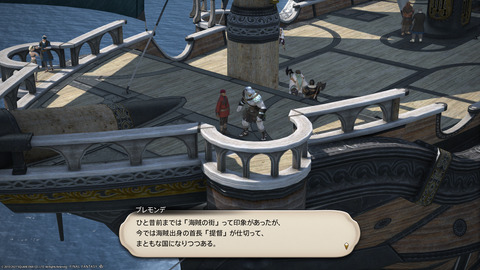 ブレモンデ
ひと昔前までは「海賊の街」って印象があったが、
今では海賊出身の首長「提督」が仕切って、
まともな国になりつつある。